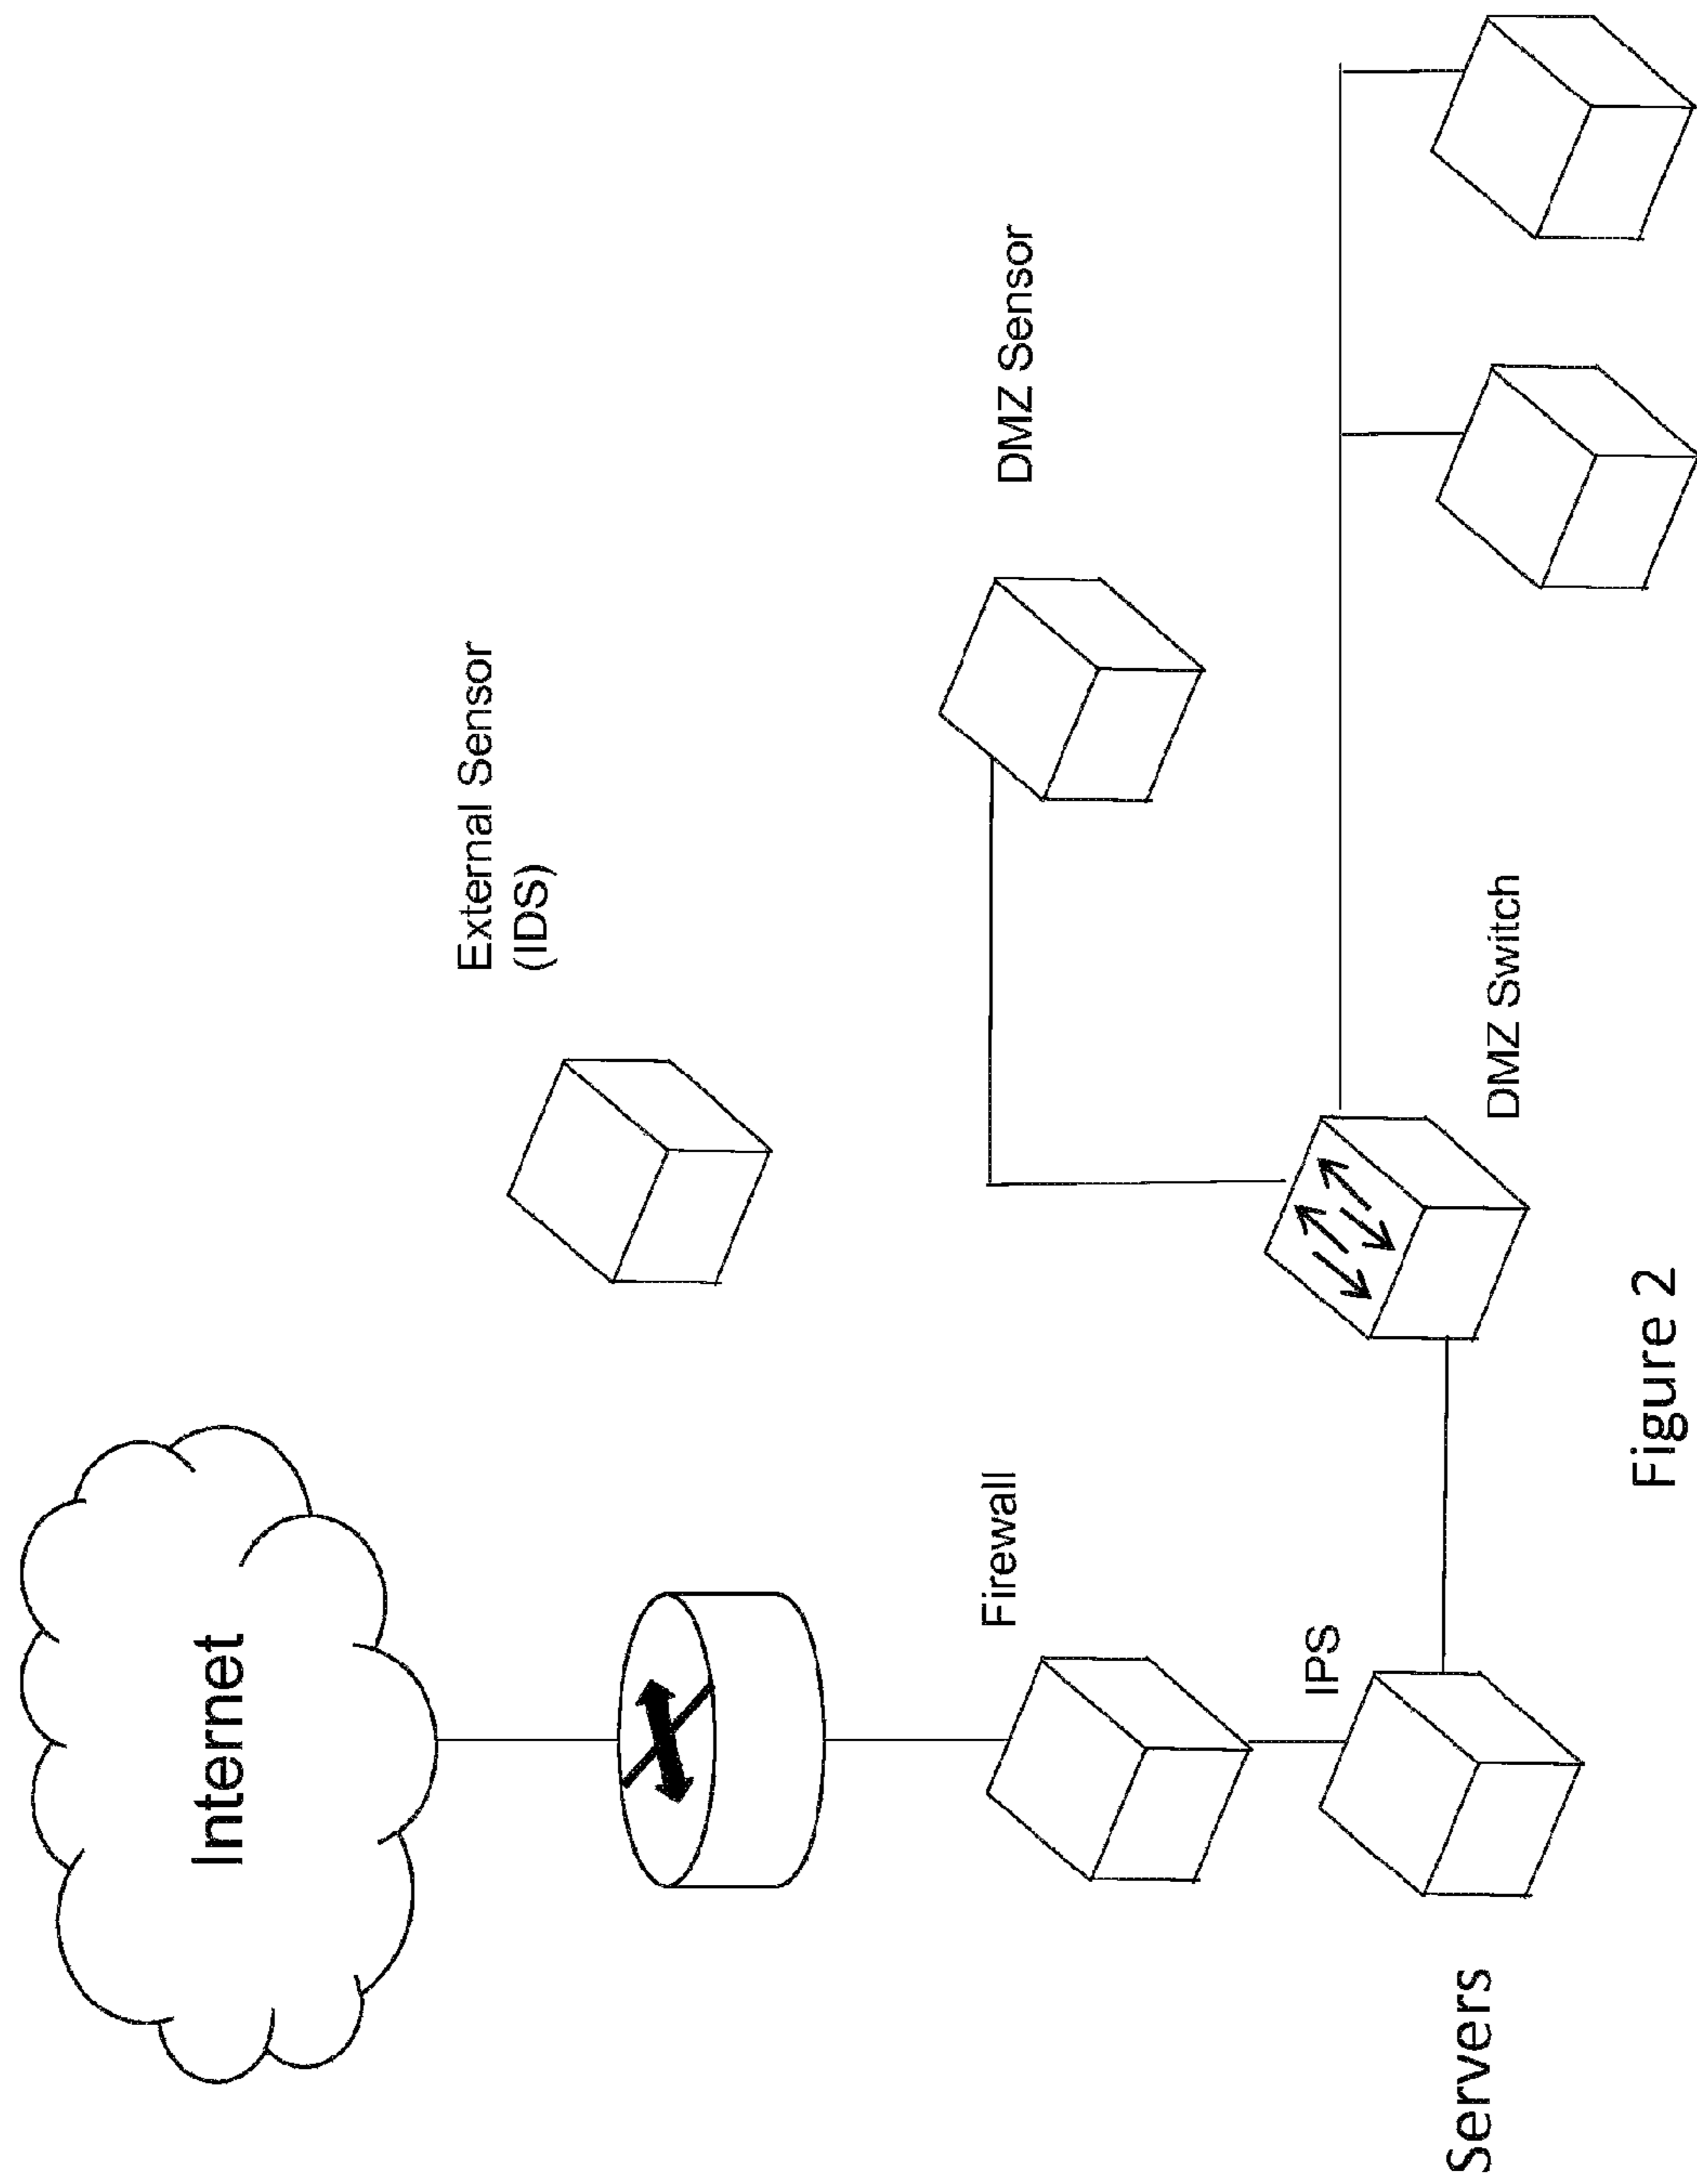 Internet
External Sensor
(IDS)
Firewall
DMZ Sensor
IPS
DMZ Switch
Servers
Figure 2